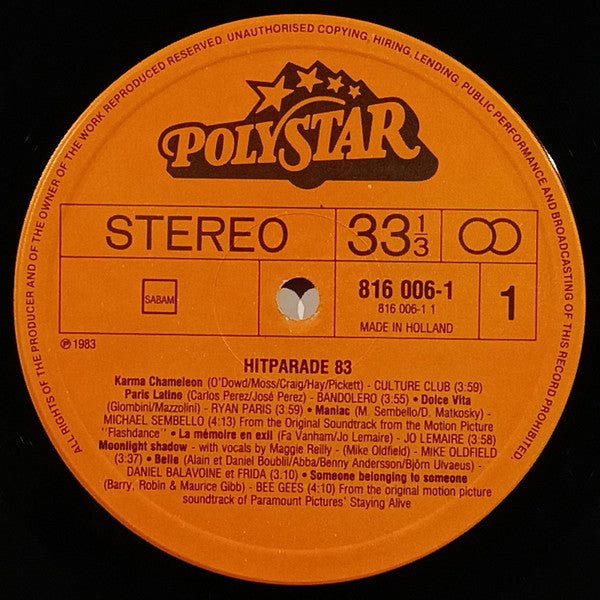 ALL RIGHTS OF THE PRODUCER AND OF THE OWNER OF THE WORK REPRODUCED RESERVED. UNAUTHORISED COPYING, HIRING, LENDING, PUBLIC PERFORMANCE AND BROADCASTING OF THIS RECORD PROHIBITED.
POLYSTAR
STEREO
33 1/3
SABAM
816 006-1
816 006-1 1
MADE IN HOLLAND
1
℗ 1983
HITPARADE 83
Karma Chameleon (O'Dowd/Moss/Craig/Hay/Pickett) - CULTURE CLUB (3:59)
Paris Latino (Carlos Perez/José Perez) - BANDOLERO (3:55) • Dolce Vita
(Giombini/Mazzolini) - RYAN PARIS (3:59) • Maniac (M. Sembello/D. Matkosky) -
MICHAEL SEMBELLO (4:13) From the Original Soundtrack from the Motion Picture
"Flashdance" • La mémoire en exil (Fa Vanham/Jo Lemaire) - JO LEMAIRE (3:58)
Moonlight shadow - with vocals by Maggie Reilly - (Mike Oldfield) - MIKE OLDFIELD
(3:37) • Belle (Alain et Daniel Boublil/Abba/Benny Andersson/Björn Ulvaeus) -
DANIEL BALAVOINE et FRIDA (4:10) • Someone belonging to someone
(Barry, Robin & Maurice Gibb) - BEE GEES (4:10) From the original motion picture
soundtrack of Paramount Pictures' Staying Alive